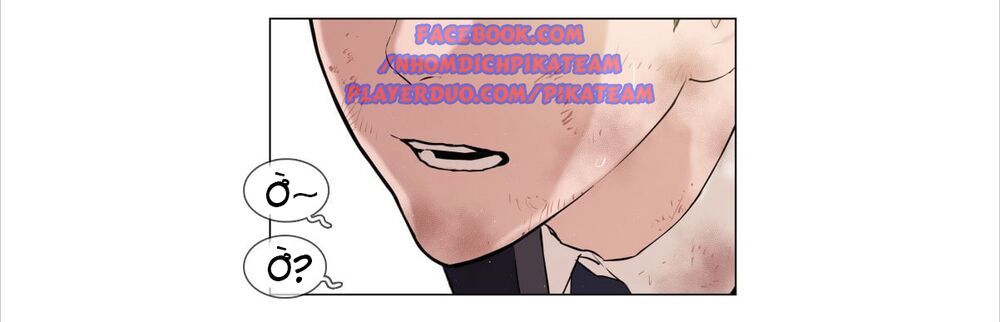 FACEBOOK.COM
/NHOMDICHPIKATEAM
PLAYERDUO.COM/PIKATEAM
Ờ~
Ờ?